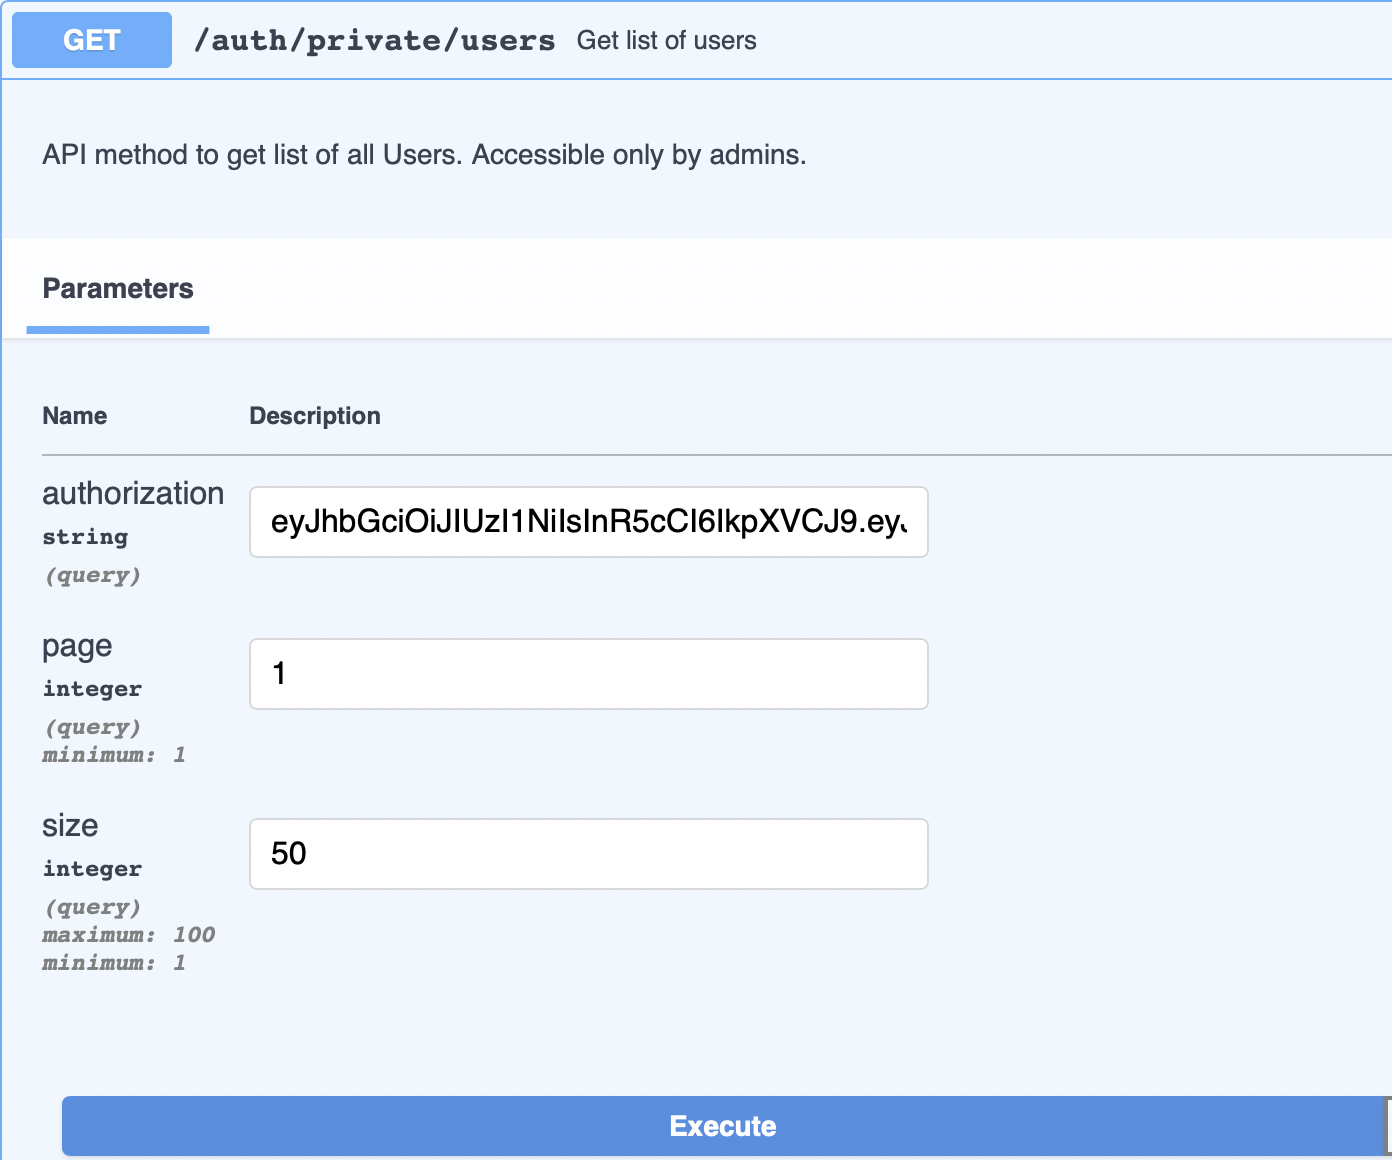 GET /auth/private/users Get list of users
API method to get list of all Users. Accessible only by admins.
Parameters
Name Description
authorization
string
(query)
eyJhbGciOiJIUzI1NiIsInR5cCI6IkpXVCJ9.eyJ
page
integer
(query)
minimum: 1
1
size
integer
(query)
maximum: 100
minimum: 1
50
Execute